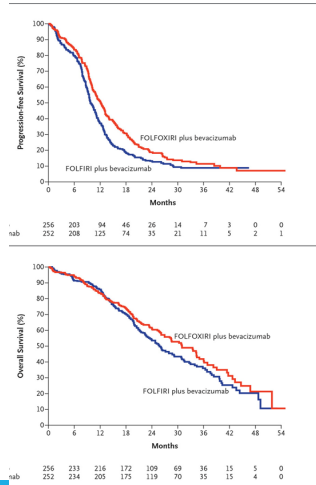 Progression-free Survival (%)
100
90
80
70
60
50
40
30
20
10
0
FOLFOXIRI plus bevacizumab
FOLFIRI plus bevacizumab
0 6 12 18 24 30 36 42 48 54
Months
256 203 94 46 26 14 7 3 0 0
mab 252 208 125 74 35 21 11 5 2 1
Overall Survival (%)
100
90
80
70
60
50
40
30
20
10
0
FOLFOXIRI plus bevacizumab
FOLFIRI plus bevacizumab
0 6 12 18 24 30 36 42 48 54
Months
256 233 216 172 109 69 36 15 5 0
mab 252 234 205 175 119 70 35 15 4 0